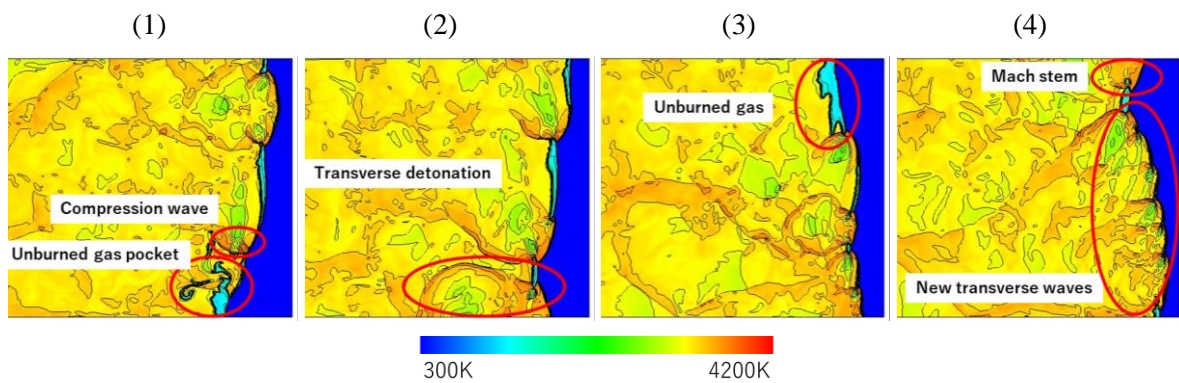 (1)
(2)
(3)
(4)
Compression wave
Unburned gas pocket
Transverse detonation
Unburned gas
Mach stem
New transverse waves
300K
4200K